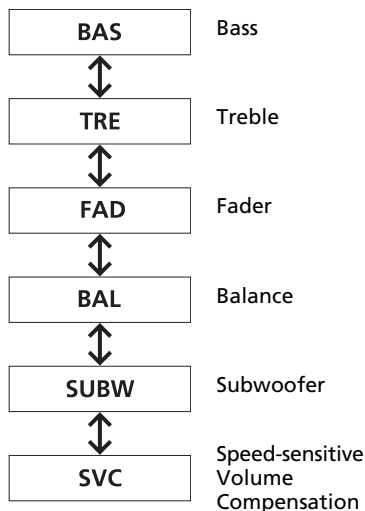 BAS
Bass
TRE
Treble
FAD
Fader
BAL
Balance
SUBW
Subwoofer
SVC
Speed-sensitive
Volume
Compensation